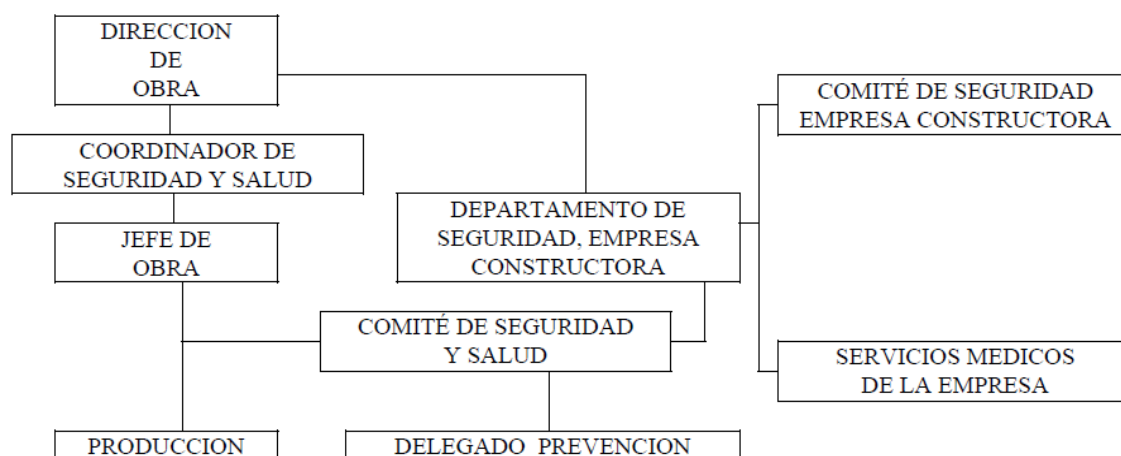 DIRECCION
DE
OBRA
COMITÉ DE SEGURIDAD
EMPRESA CONSTRUCTORA
COORDINADOR DE
SEGURIDAD Y SALUD
DEPARTAMENTO DE
SEGURIDAD, EMPRESA
CONSTRUCTORA
JEFE DE
OBRA
COMITÉ DE SEGURIDAD
Y SALUD
SERVICIOS MEDICOS
DE LA EMPRESA
PRODUCCION
DELEGADO PREVENCION